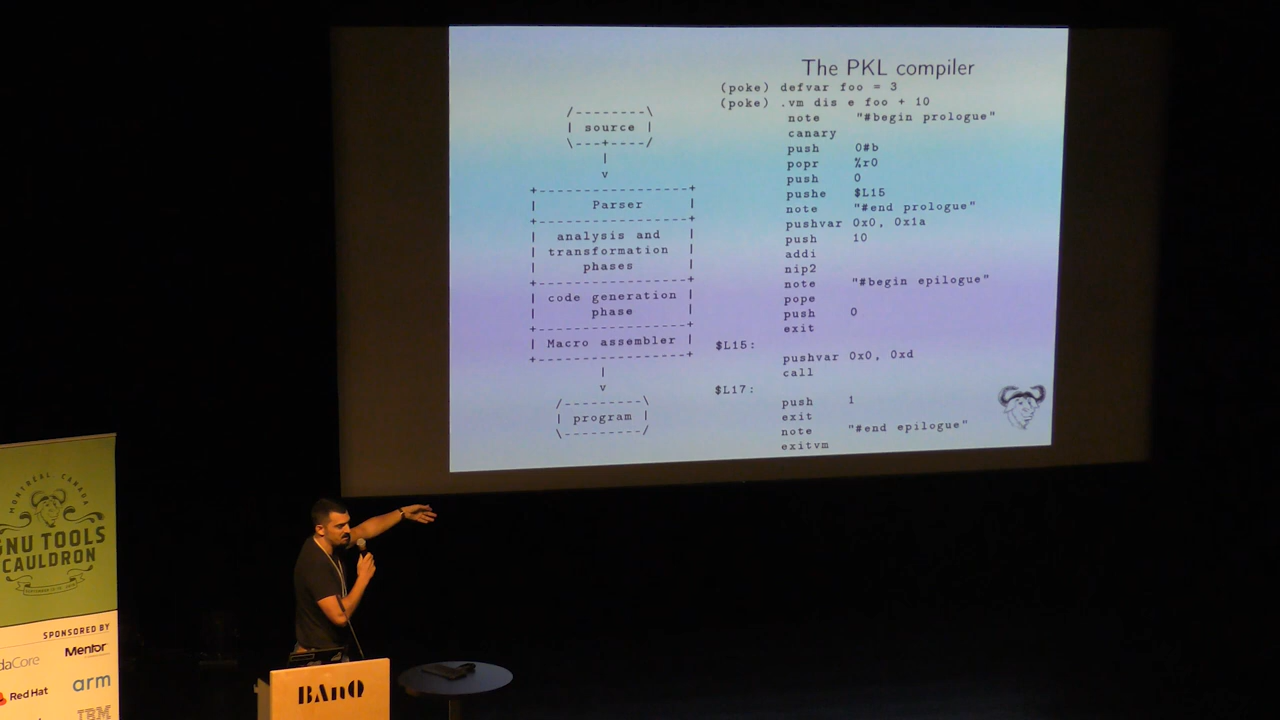 The PKL compiler
/--------\
| source |
\---+----/
|
v
+------------------+
| Parser |
+------------------+
| analysis and |
| transformation |
| phases |
+------------------+
| code generation |
| phase |
+------------------+
| Macro assembler |
+------------------+
|
v
/---------\
| program |
\---------/
(poke) defvar foo = 3
(poke) .vm dis e foo + 10
note "#begin prologue"
canary
push 0#b
popr %r0
push 0
pushe $L15
note "#end prologue"
pushvar 0x0, 0x1a
push 10
addi
nip2
note "#begin epilogue"
pope
push 0
exit
$L15:
pushvar 0x0, 0xd
call
$L17:
push 1
exit
note "#end epilogue"
exitvm
MONTRÉAL CANADA
GNU TOOLS
CAULDRON
SPONSORED BY
daCore
Mentor
Red Hat
arm
IBM
BAnQ